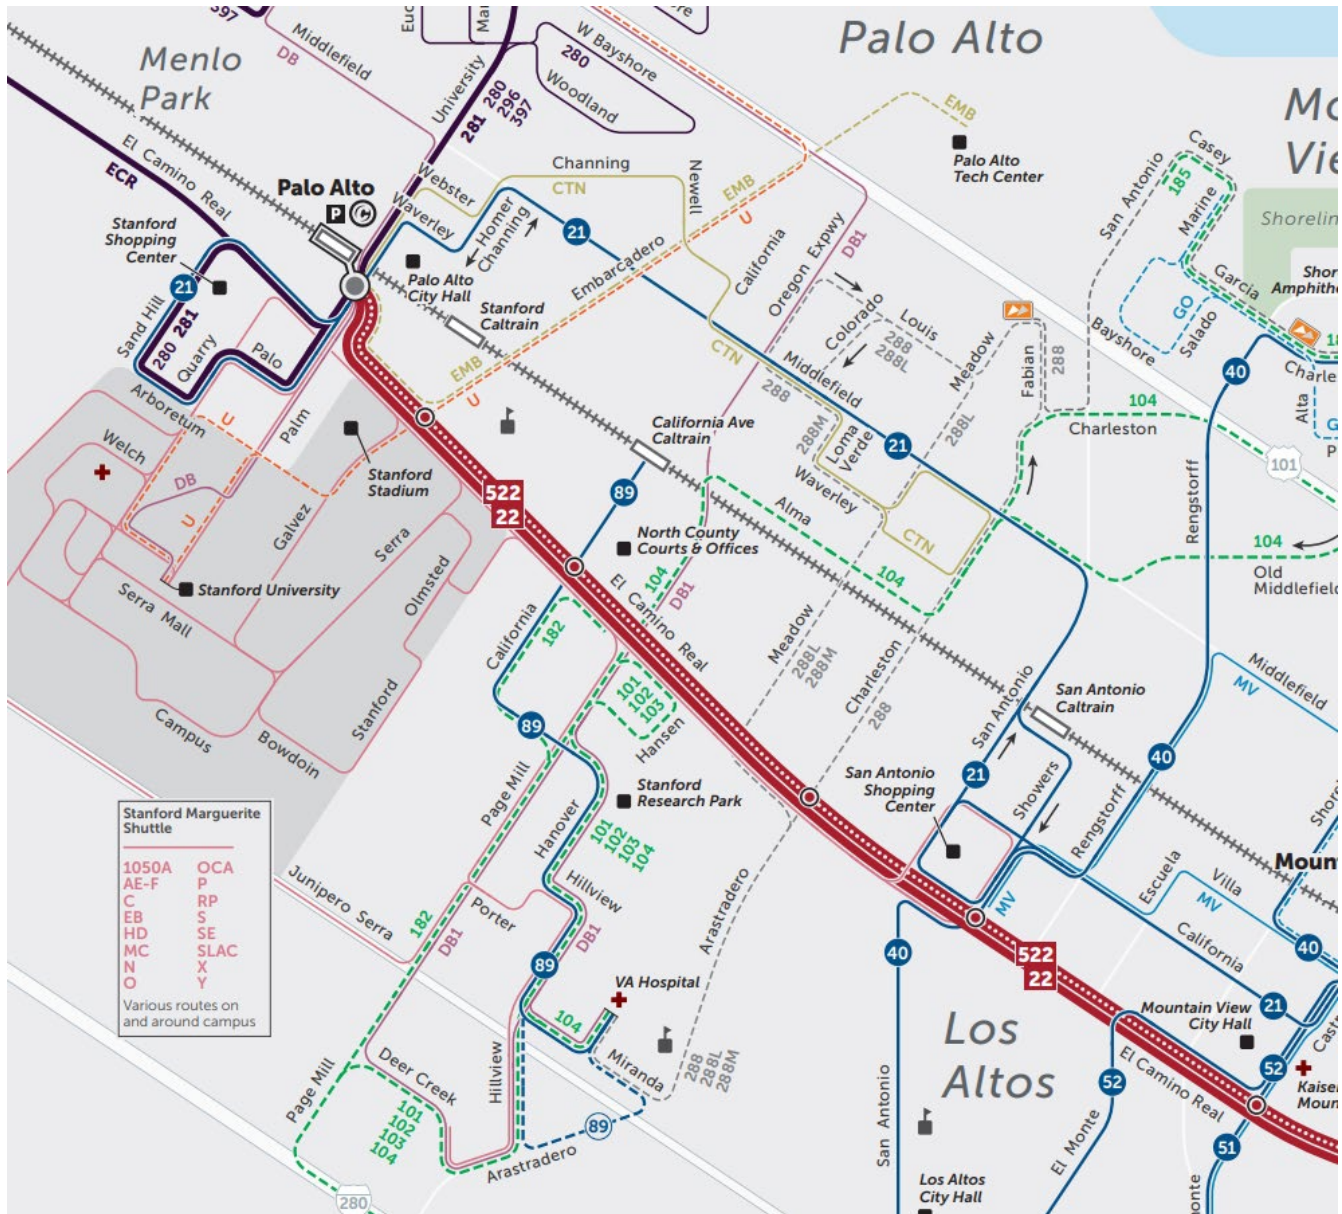 397
Middlefield
DB
Menlo
Park
University
281
280
296
397
W Bayshore
280
Woodland
Palo Alto
EMB
Palo Alto
Tech Center
El Camino Real
ECR
Palo Alto
P
C
Webster
Waverley
Channing
CTN
Newell
EMB
U
Homer
Channing
21
Embarcadero
California
Oregon Expwy
DB1
San Antonio
Casey
185
Marine
Garcia
GO
Salado
Bayshore
Stanford
Shopping
Center
21
Sand Hill
280 281
Quarry
Palo
Arboretum
Palm
Palo Alto
City Hall
Stanford
Caltrain
EMB
U
CTN
Colorado
Louis
288
288L
Meadow
Fabian
288
Middlefield
288
288M
Loma
Verde
288L
21
Waverley
CTN
104
Charleston
40
Alta
101
Rengstorff
104
Old
Welch
U
DB
U
Stanford
Stadium
Galvez
Serra
Olmsted
Stanford University
Serra Mall
Campus
Bowdoin
Stanford
522
22
89
California Ave
Caltrain
North County
Courts & Offices
Alma
104
104
DB1
El Camino Real
California
182
101
102
103
Hansen
Meadow
288L
288M
Charleston
288
San Antonio
San Antonio
Caltrain
Middlefield
MV
89
Page Mill
Hanover
Stanford
Research Park
101
102
103
104
San Antonio
Shopping
Center
21
Showers
Rengstorff
40
Escuela
Villa
MV
MV
California
40
21
Stanford Marguerite
Shuttle
1050A OCA
AE-F P
C RP
EB S
HD SE
MC SLAC
N X
O Y
Various routes on
and around campus
Junipero Serra
182
DB1
Porter
Hillview
DB1
89
VA Hospital
104
Arastradero
Miranda
288
288L
288M
40
522
22
Los
Altos
Mountain View
City Hall
52
52
El Camino Real
51
El Monte
San Antonio
Los Altos
City Hall
Page Mill
Deer Creek
101
102
103
104
Hillview
Arastradero
89
280